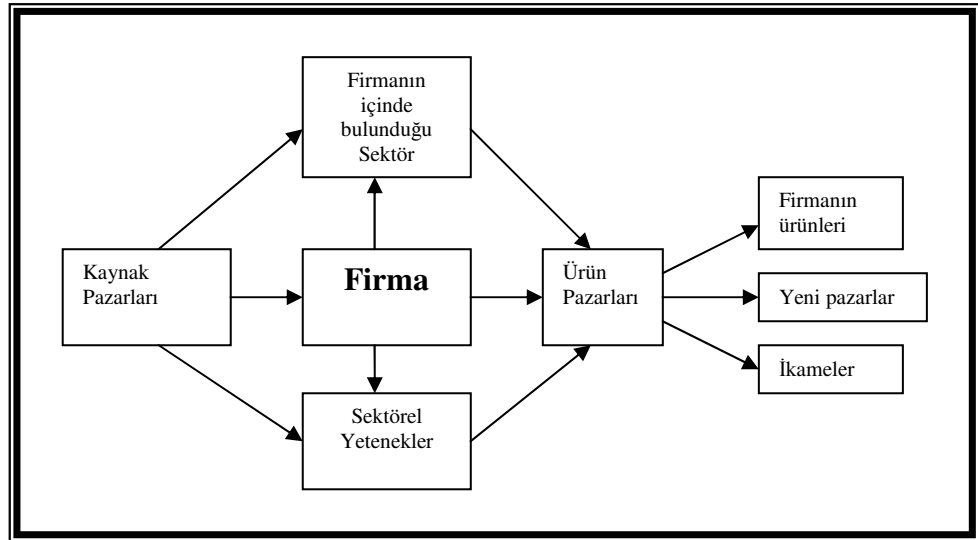 Firmanın
içinde
bulunduğu
Sektör
Kaynak
Pazarları
Firma
Ürün
Pazarları
Firmanın
ürünleri
Yeni pazarlar
İkameler
Sektörel
Yetenekler